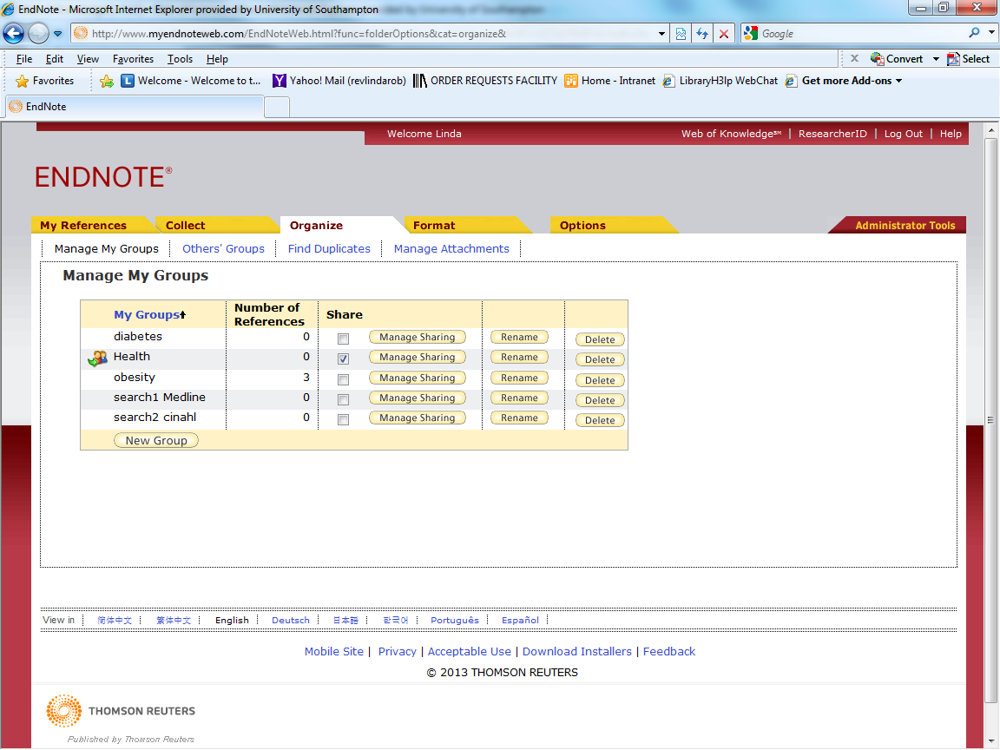 EndNote - Microsoft Internet Explorer provided by University of Southampton
http://www.myendnoteweb.com/EndNoteWeb.html?func=folderOptions&cat=organize& Google
File Edit View Favorites Tools Help Convert Select
Favorites Welcome - Welcome to t... Yahoo! Mail (revlindarob) ORDER REQUESTS FACILITY Home - Intranet LibraryH3lp WebChat Get more Add-ons
EndNote
Welcome Linda Web of Knowledge℠ | ResearcherID | Log Out | Help
ENDNOTE®
My References Collect Organize Format Options Administrator Tools
Manage My Groups Others' Groups Find Duplicates Manage Attachments
Manage My Groups
My Groups Number of References Share
diabetes 0 Manage Sharing Rename Delete
Health 0 Manage Sharing Rename Delete
obesity 3 Manage Sharing Rename Delete
search1 Medline 0 Manage Sharing Rename Delete
search2 cinahl 0 Manage Sharing Rename Delete
New Group
View in 简体中文 繁体中文 English Deutsch 日本語 한국어 Português Español
Mobile Site | Privacy | Acceptable Use | Download Installers | Feedback
© 2013 THOMSON REUTERS
THOMSON REUTERS
Published by Thomson Reuters